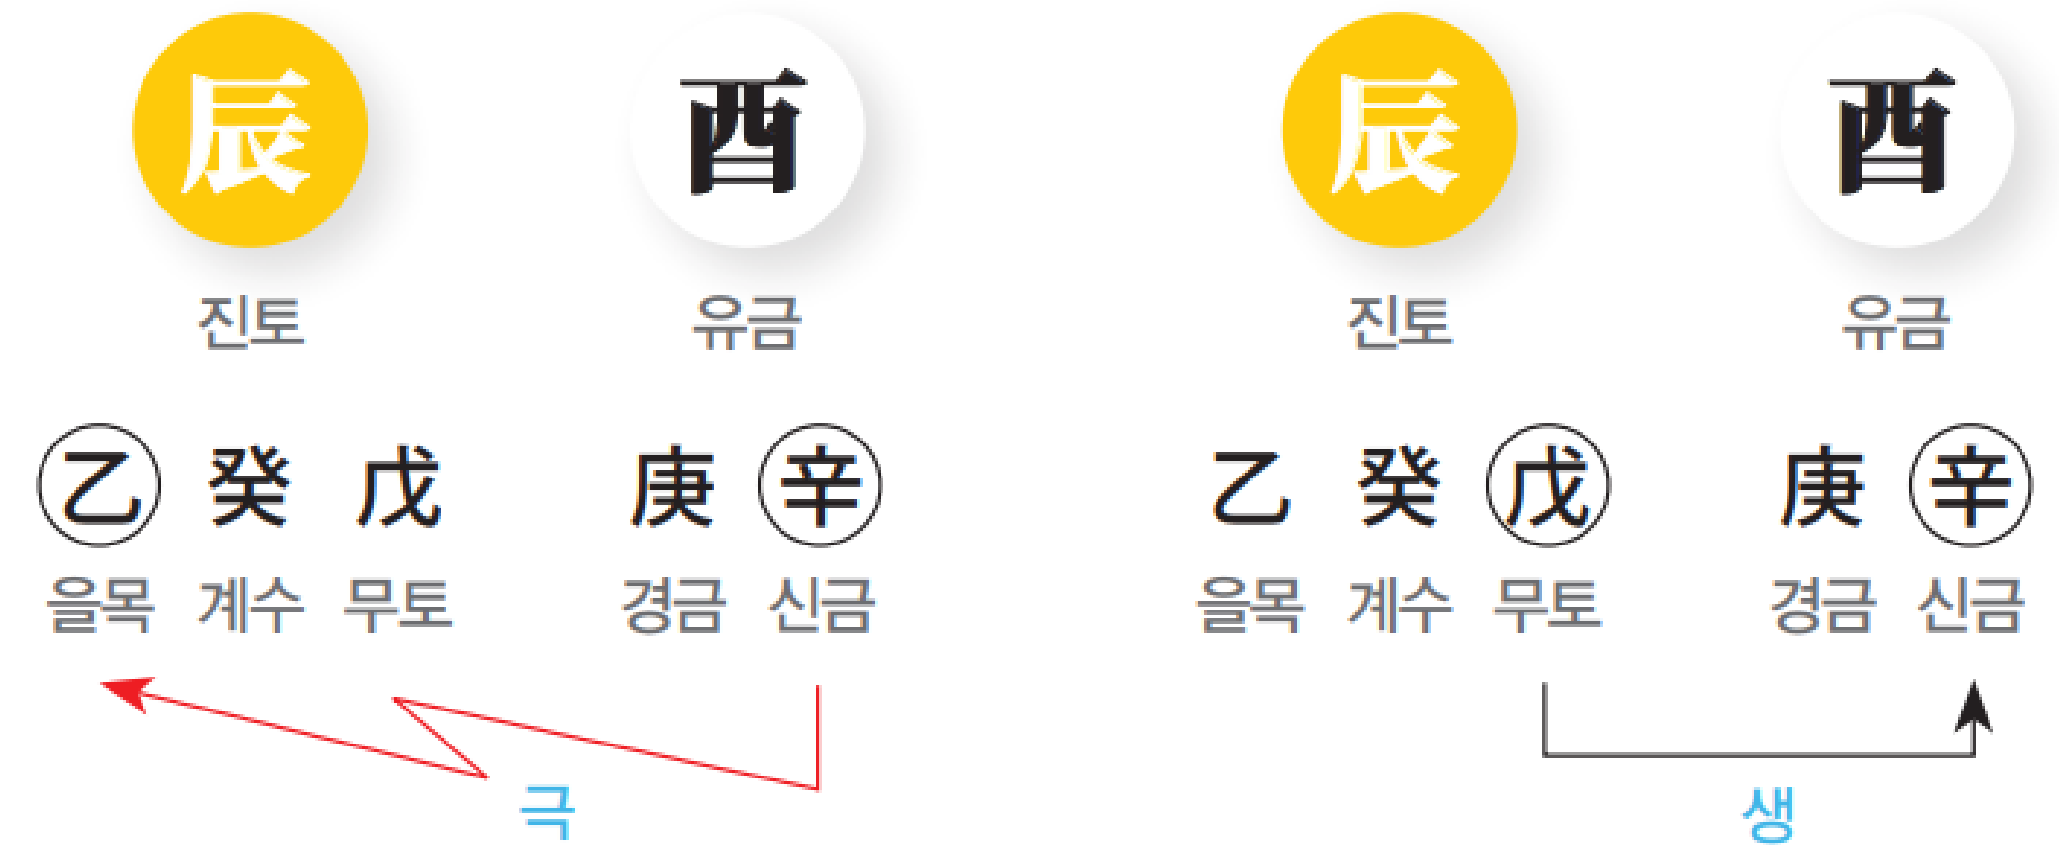 辰 酉 辰 酉
진토 유금 진토 유금
乙 癸 戊 庚 辛 乙 癸 戊 庚 辛
을목 계수 무토 경금 신금 을목 계수 무토 경금 신금
극 생